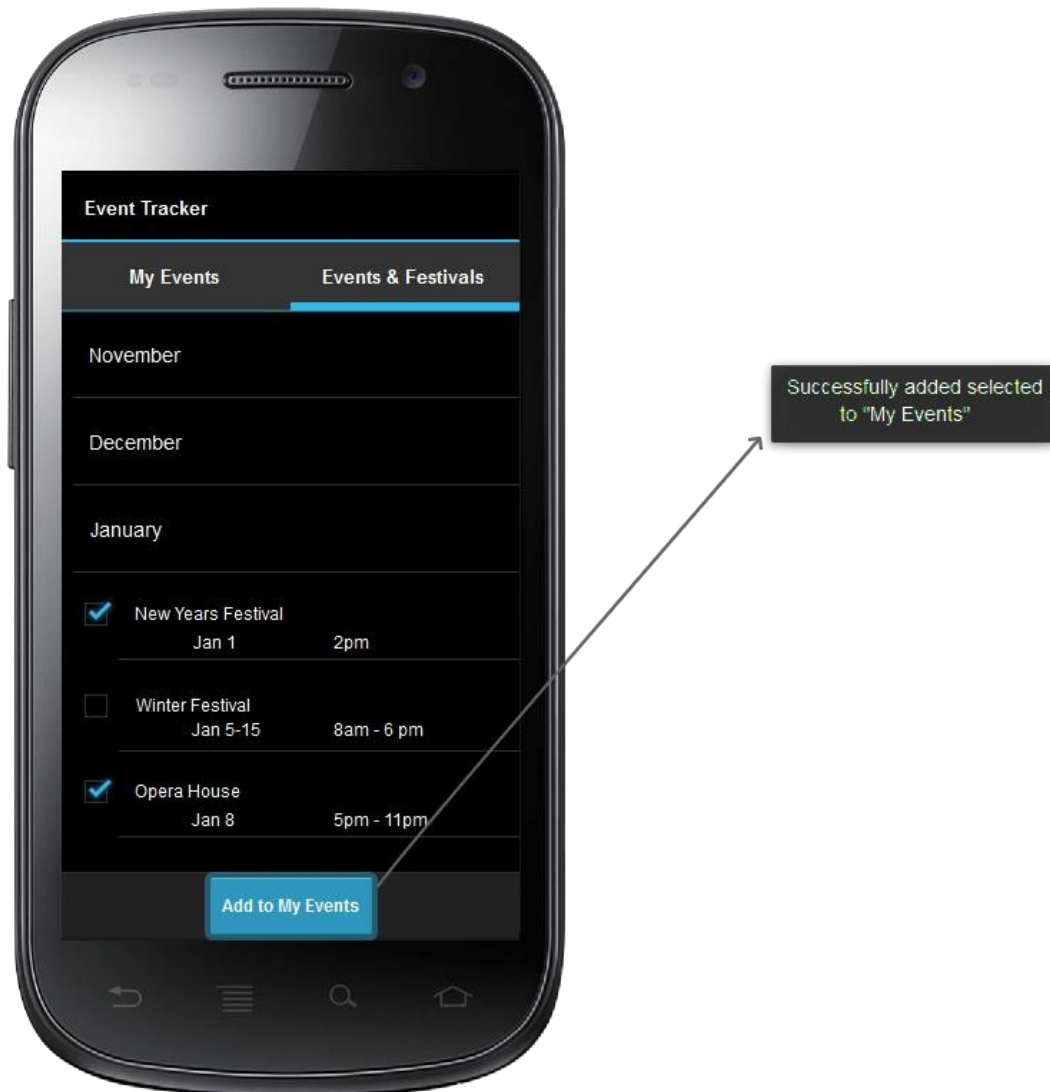 Event Tracker
My Events Events & Festivals
November
December
January
New Years Festival
Jan 1 2pm
Winter Festival
Jan 5-15 8am - 6 pm
Opera House
Jan 8 5pm - 11pm
Add to My Events
Successfully added selected
to "My Events"